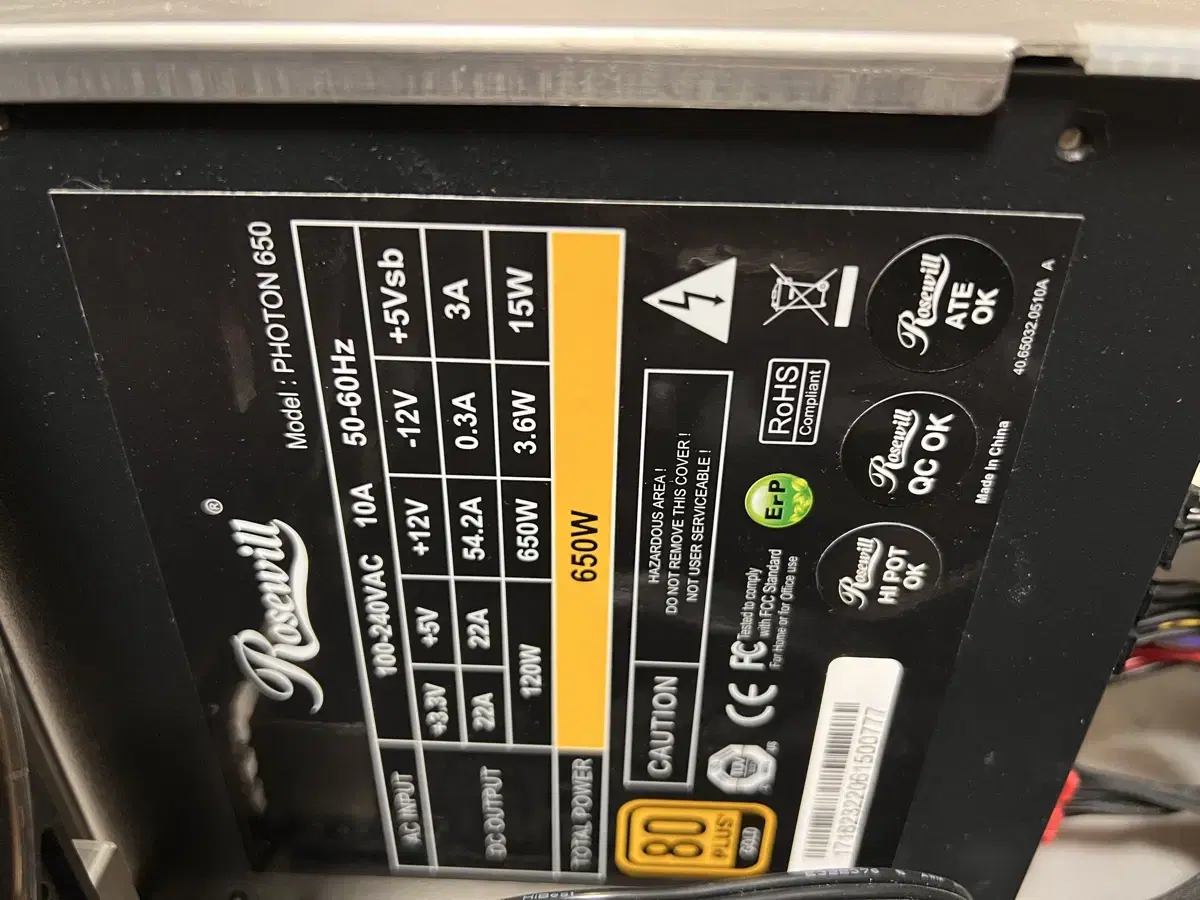 Rosewill®
Model : PHOTON 650
AC INPUT 100-240VAC 10A 50-60Hz
DC OUTPUT +3.3V +5V +12V -12V +5Vsb
22A 22A 54.2A 0.3A 3A
120W 650W 3.6W 15W
TOTAL POWER 650W
CAUTION
HAZARDOUS AREA !
DO NOT REMOVE THIS COVER !
NOT USER SERVICEABLE !
80
PLUS
GOLD
TUV
CE FC Tested to comply
with FCC Standard
For Home or for Office use
ErP
RoHS
Compliant
Rosewill
HI POT
OK
Rosewill
QC OK
Rosewill
ATE
OK
Made In China
40.65032.0510A A